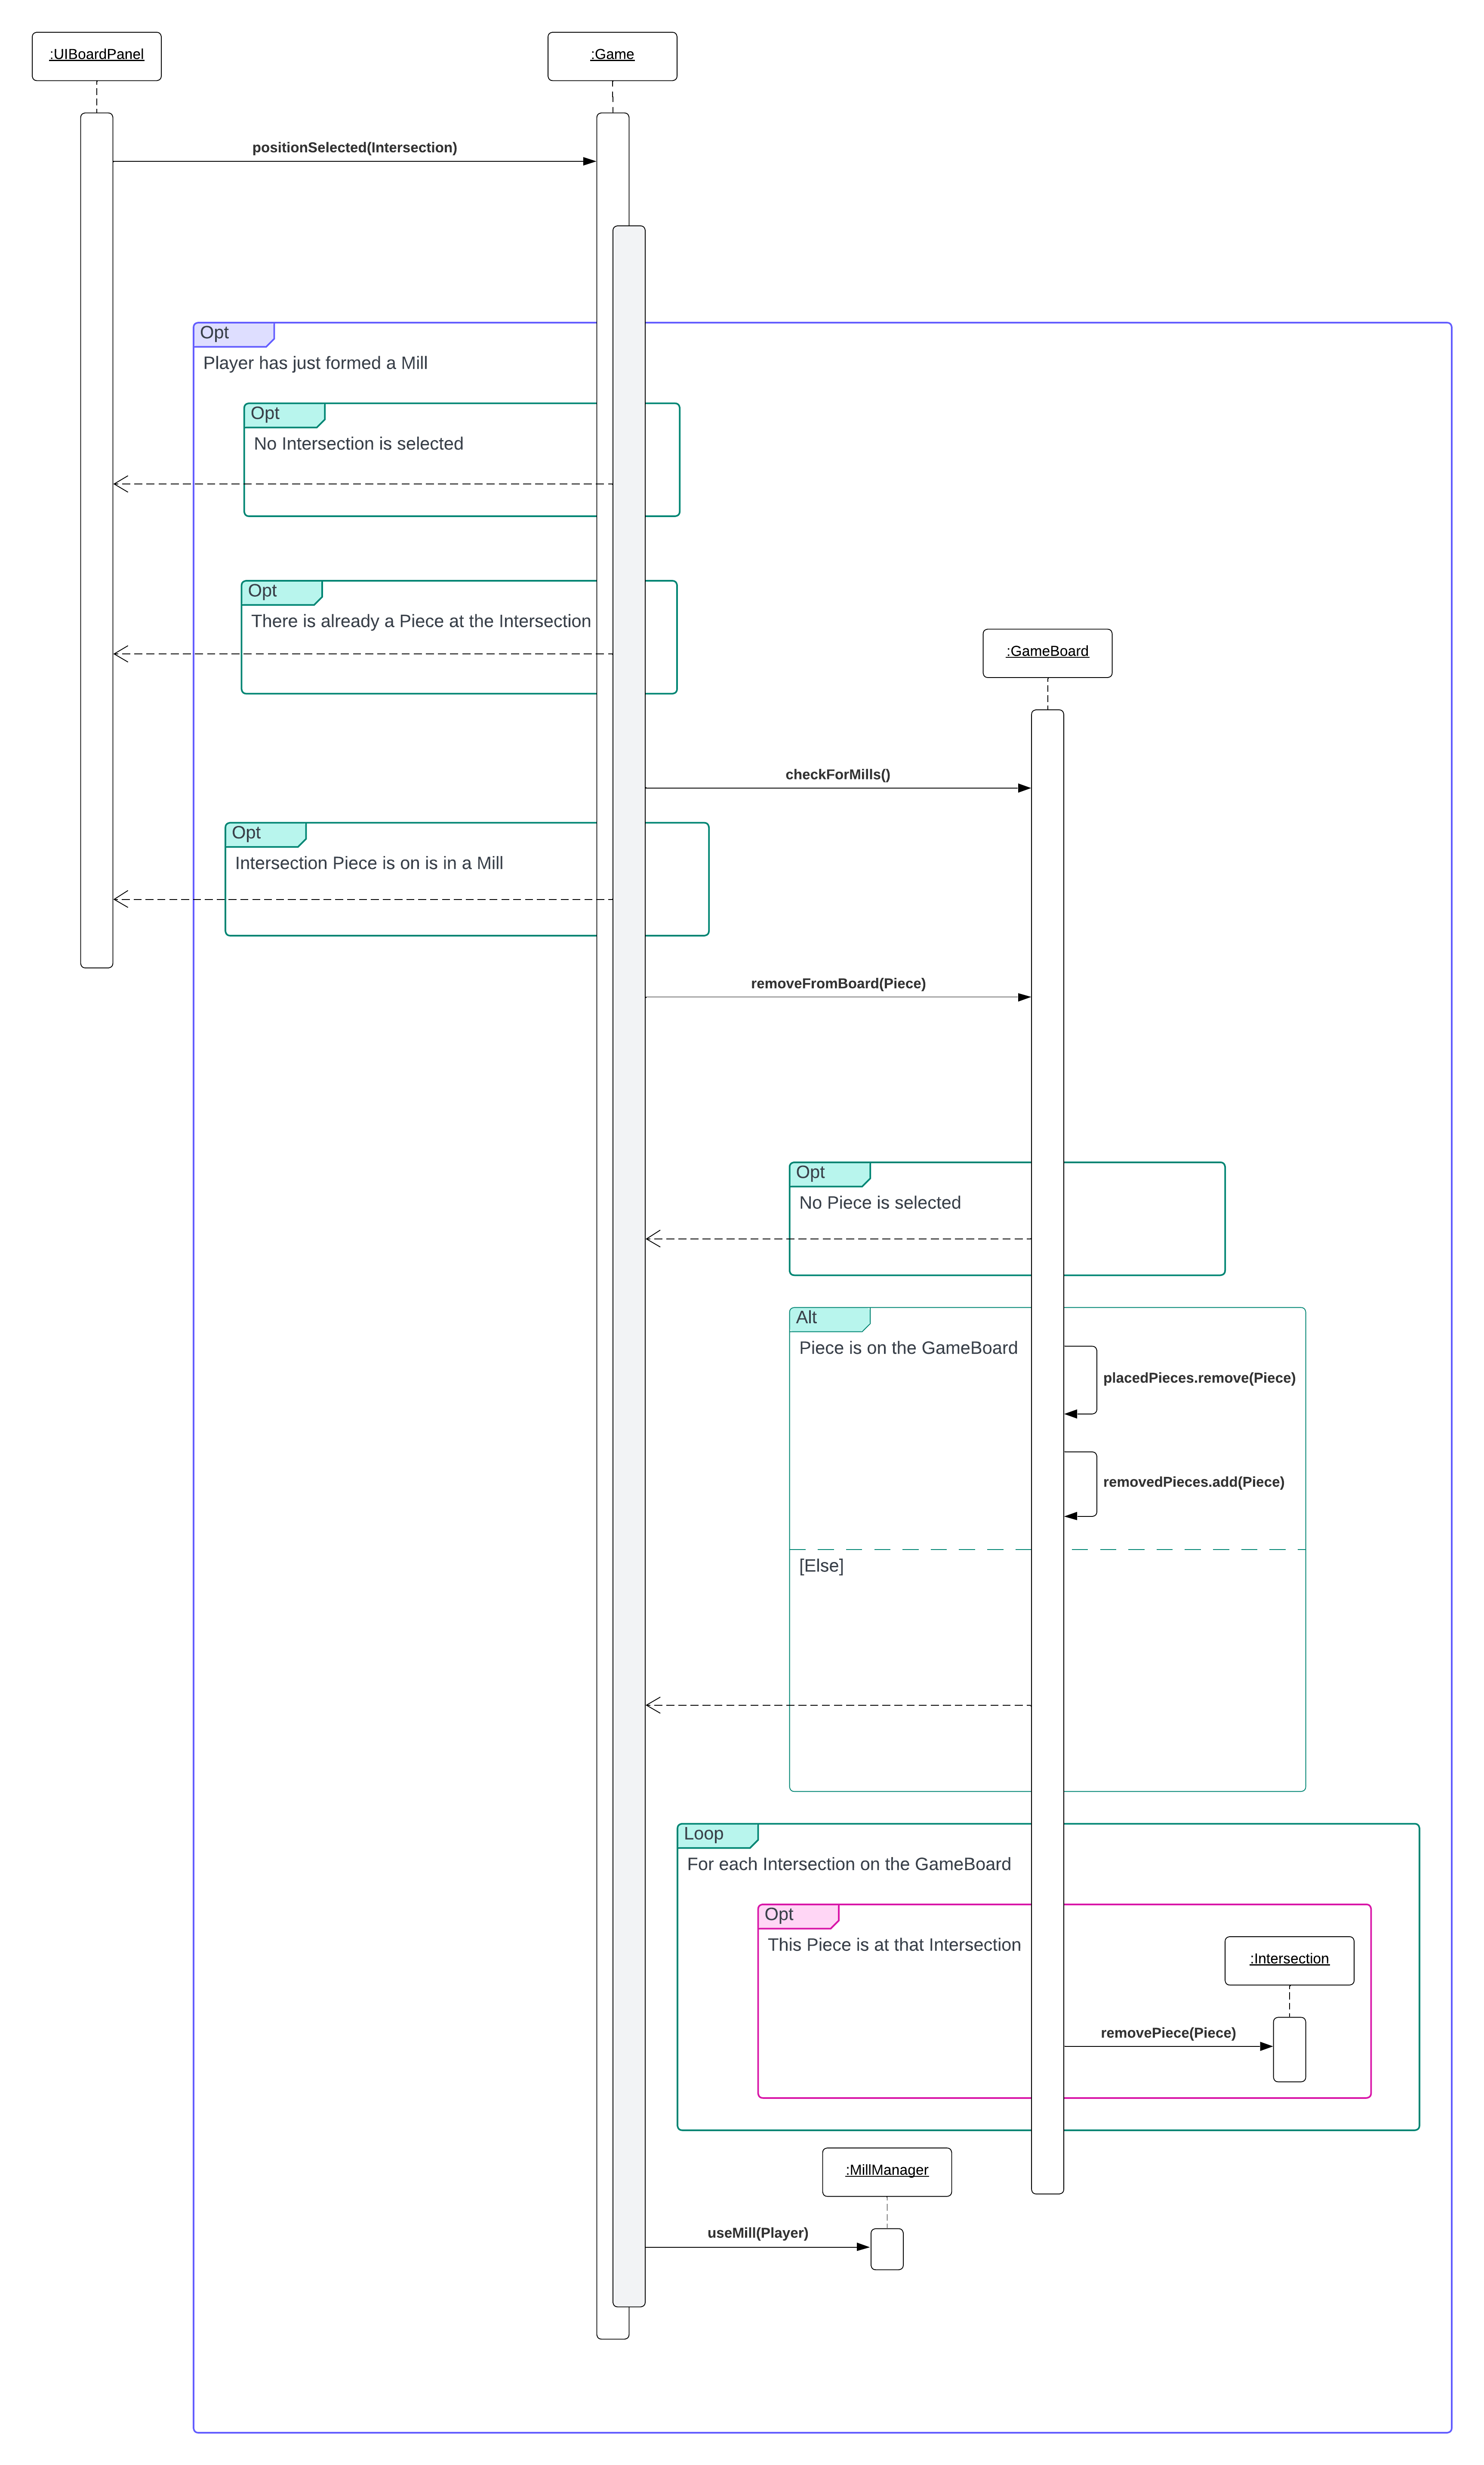 :UIBoardPanel
:Game
positionSelected(Intersection)
Opt
Player has just formed a Mill
Opt
No Intersection is selected
Opt
There is already a Piece at the Intersection
:GameBoard
checkForMills()
Opt
Intersection Piece is on is in a Mill
removeFromBoard(Piece)
Opt
No Piece is selected
Alt
Piece is on the GameBoard
placedPieces.remove(Piece)
removedPieces.add(Piece)
[Else]
Loop
For each Intersection on the GameBoard
Opt
This Piece is at that Intersection
:Intersection
removePiece(Piece)
:MillManager
useMill(Player)